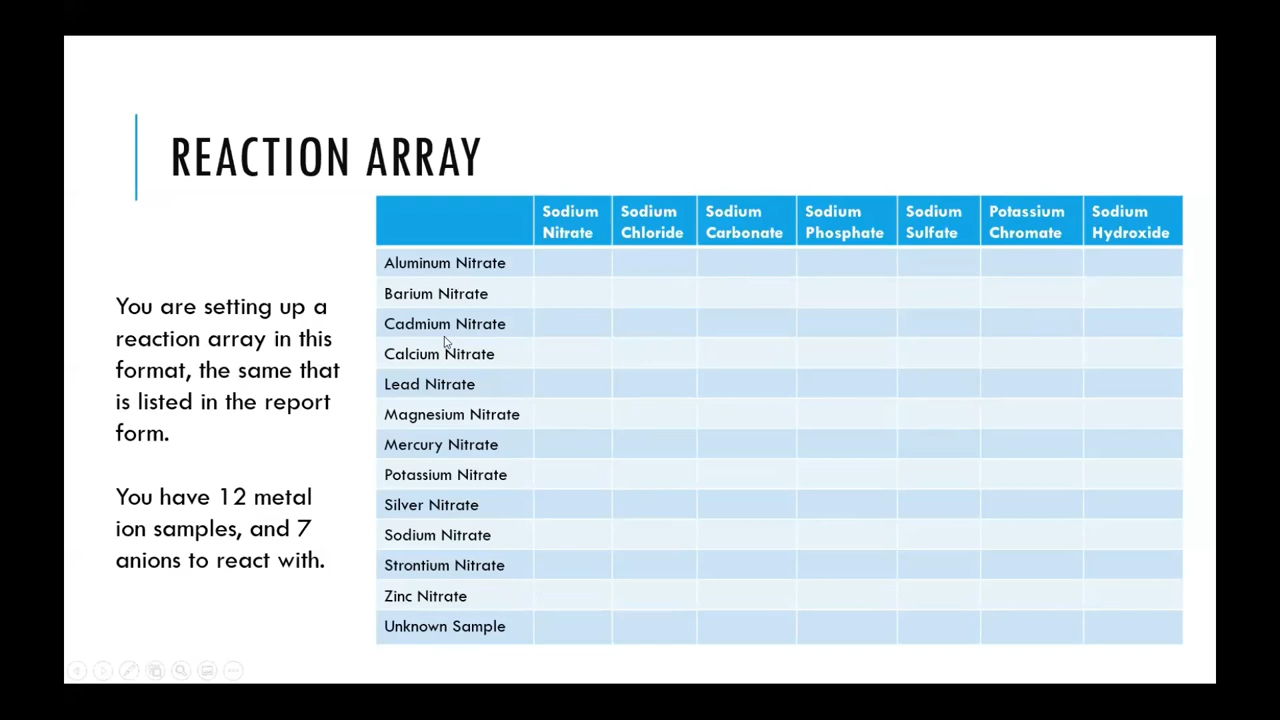 REACTION ARRAY
You are setting up a
reaction array in this
format, the same that
is listed in the report
form.
You have 12 metal
ion samples, and 7
anions to react with.
Sodium Nitrate Sodium Chloride Sodium Carbonate Sodium Phosphate Sodium Sulfate Potassium Chromate Sodium Hydroxide
Aluminum Nitrate
Barium Nitrate
Cadmium Nitrate
Calcium Nitrate
Lead Nitrate
Magnesium Nitrate
Mercury Nitrate
Potassium Nitrate
Silver Nitrate
Sodium Nitrate
Strontium Nitrate
Zinc Nitrate
Unknown Sample